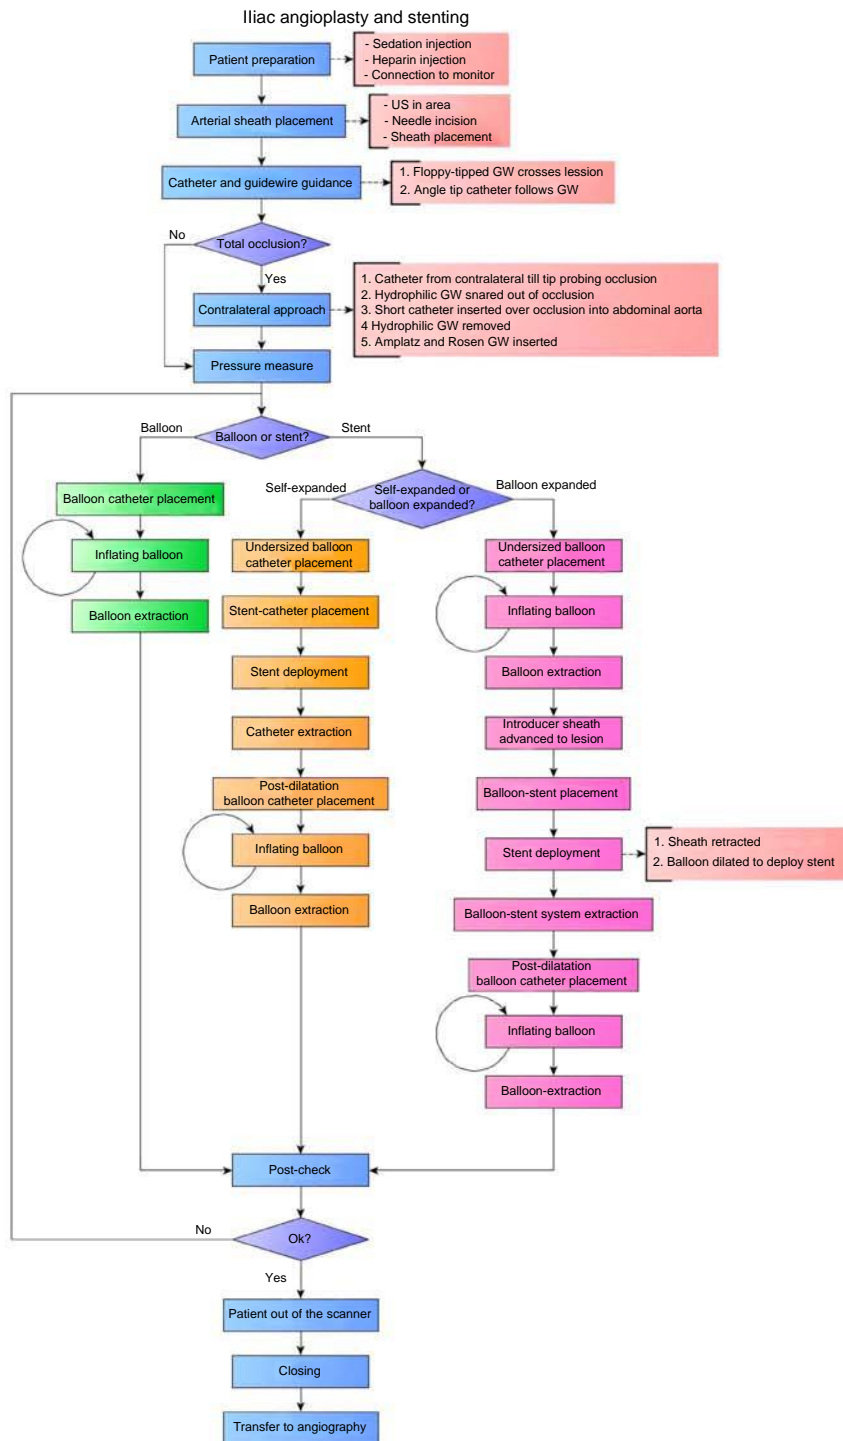 Iliac angioplasty and stenting
Patient preparation
- Sedation injection
- Heparin injection
- Connection to monitor
Arterial sheath placement
- US in area
- Needle incision
- Sheath placement
Catheter and guidewire guidance
1. Floppy-tipped GW crosses lession
2. Angle tip catheter follows GW
No
Total occlusion?
Yes
Contralateral approach
1. Catheter from contralateral till tip probing occlusion
2. Hydrophilic GW snared out of occlusion
3. Short catheter inserted over occlusion into abdominal aorta
4 Hydrophilic GW removed
5. Amplatz and Rosen GW inserted
Pressure measure
Balloon
Balloon or stent?
Stent
Balloon catheter placement
Inflating balloon
Balloon extraction
Self-expanded
Self-expanded or
balloon expanded?
Balloon expanded
Undersized balloon
catheter placement
Stent-catheter placement
Stent deployment
Catheter extraction
Post-dilatation
balloon catheter placement
Inflating balloon
Balloon extraction
Undersized balloon
catheter placement
Inflating balloon
Balloon extraction
Introducer sheath
advanced to lesion
Balloon-stent placement
Stent deployment
1. Sheath retracted
2. Balloon dilated to deploy stent
Balloon-stent system extraction
Post-dilatation
balloon catheter placement
Inflating balloon
Balloon-extraction
Post-check
No
Ok?
Yes
Patient out of the scanner
Closing
Transfer to angiography